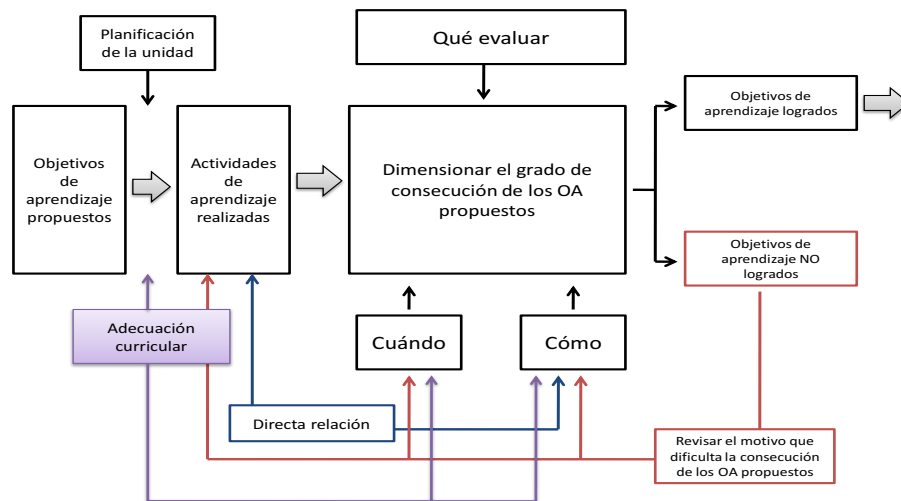 Planificación
de la unidad
Qué evaluar
Objetivos
de
aprendizaje
propuestos
Actividades
de
aprendizaje
realizadas
Dimensionar el grado de
consecución de los OA
propuestos
Objetivos de
aprendizaje logrados
Objetivos de
aprendizaje NO
logrados
Adecuación
curricular
Cuándo
Cómo
Directa relación
Revisar el motivo que
dificulta la consecución
de los OA propuestos